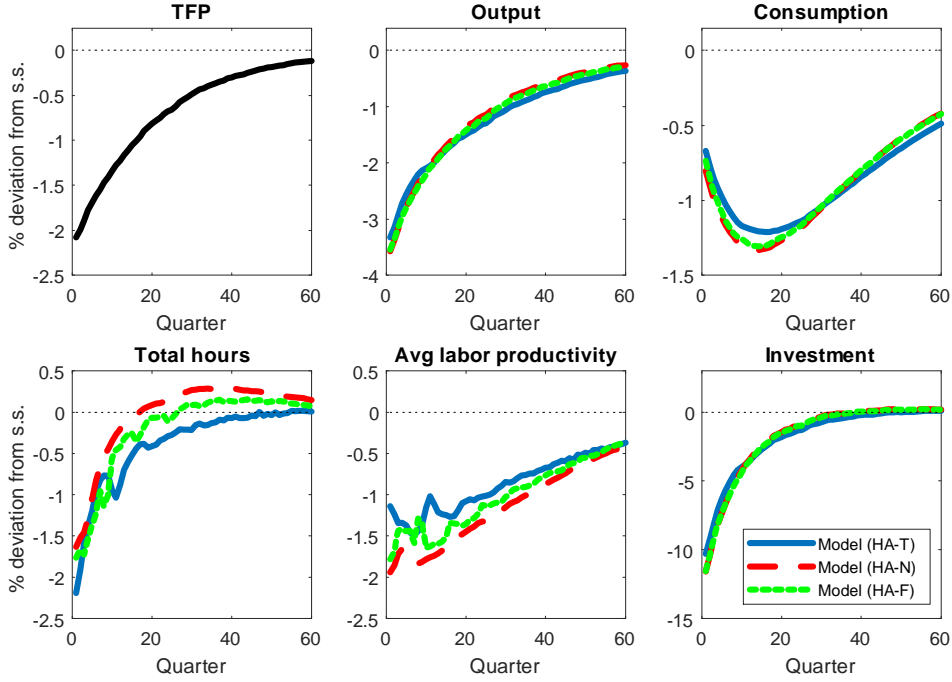 TFP
Output
Consumption
% deviation from s.s.
0
-0.5
-1
-1.5
-2
-2.5
0 20 40 60
Quarter
0
-1
-2
-3
-4
0 20 40 60
Quarter
0
-0.5
-1
-1.5
0 20 40 60
Quarter
Total hours
Avg labor productivity
Investment
% deviation from s.s.
0.5
0
-0.5
-1
-1.5
-2
-2.5
0 20 40 60
Quarter
0.5
0
-0.5
-1
-1.5
-2
-2.5
0 20 40 60
Quarter
5
0
-5
-10
-15
0 20 40 60
Quarter
Model (HA-T)
Model (HA-N)
Model (HA-F)